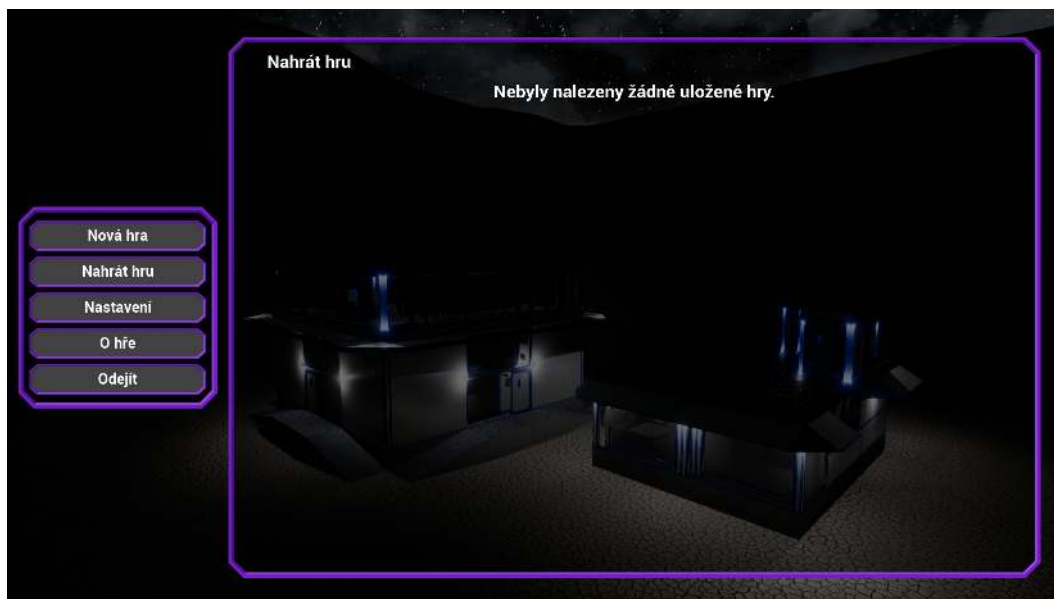 Nahrát hru
Nebyly nalezeny žádné uložené hry.
Nová hra
Nahrát hru
Nastavení
O hře
Odejít